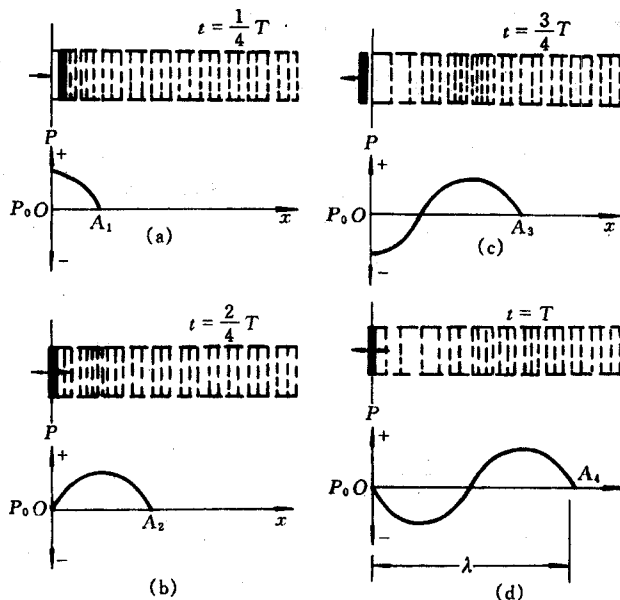 t = 1/4 T
P
+
P₀ O
A₁
x
−
(a)
t = 2/4 T
P
+
P₀ O
A₂
x
−
(b)
t = 3/4 T
P
+
P₀ O
A₃
x
−
(c)
t = T
P
+
P₀ O
A₄
−
λ
(d)